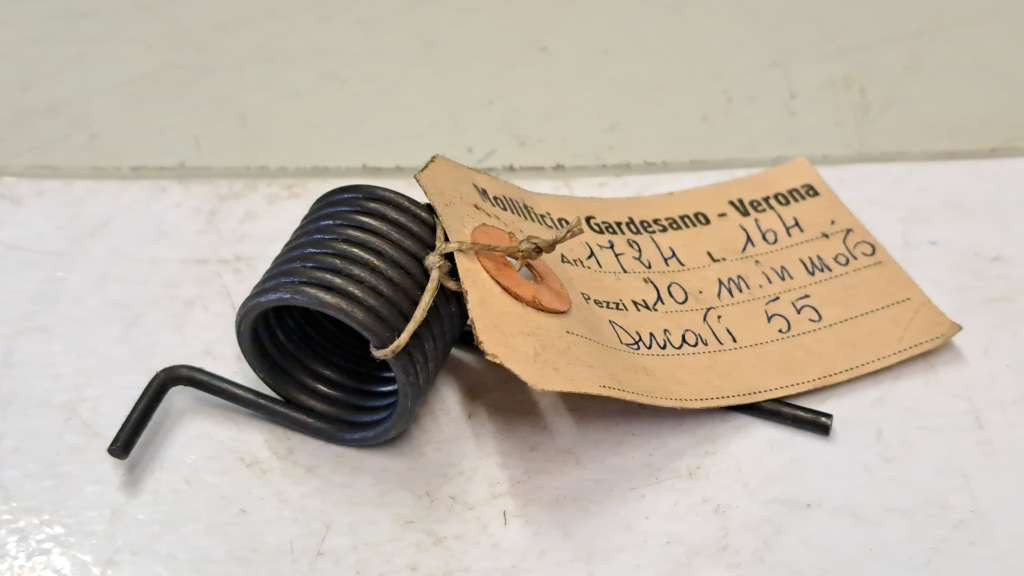 Mollificio Gardesano - Verona
Art. 1724 L. 164
Pezzi N. 10 m. in moto
Ducati 55